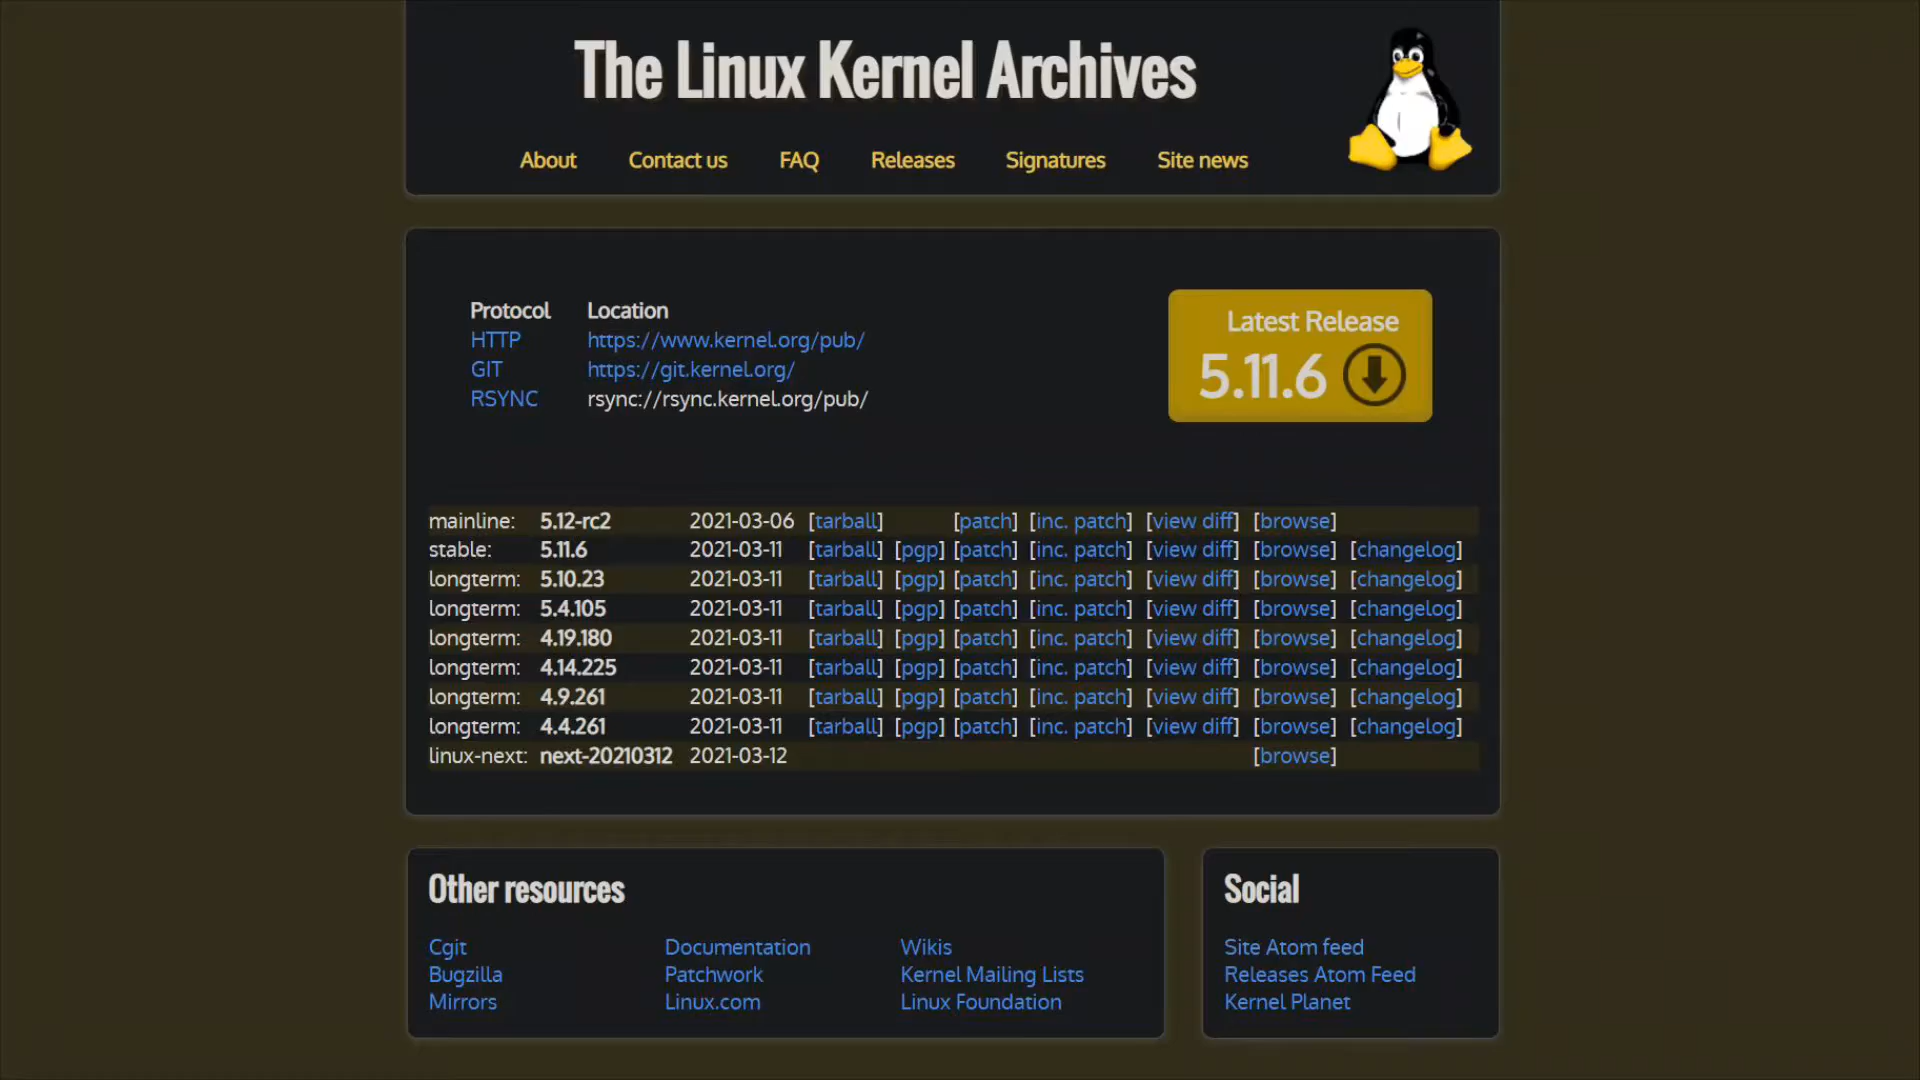 The Linux Kernel Archives
About Contact us FAQ Releases Signatures Site news
Protocol Location
HTTP https://www.kernel.org/pub/
GIT https://git.kernel.org/
RSYNC rsync://rsync.kernel.org/pub/
Latest Release
5.11.6
mainline: 5.12-rc2 2021-03-06 [tarball] [patch] [inc. patch] [view diff] [browse]
stable: 5.11.6 2021-03-11 [tarball] [pgp] [patch] [inc. patch] [view diff] [browse] [changelog]
longterm: 5.10.23 2021-03-11 [tarball] [pgp] [patch] [inc. patch] [view diff] [browse] [changelog]
longterm: 5.4.105 2021-03-11 [tarball] [pgp] [patch] [inc. patch] [view diff] [browse] [changelog]
longterm: 4.19.180 2021-03-11 [tarball] [pgp] [patch] [inc. patch] [view diff] [browse] [changelog]
longterm: 4.14.225 2021-03-11 [tarball] [pgp] [patch] [inc. patch] [view diff] [browse] [changelog]
longterm: 4.9.261 2021-03-11 [tarball] [pgp] [patch] [inc. patch] [view diff] [browse] [changelog]
longterm: 4.4.261 2021-03-11 [tarball] [pgp] [patch] [inc. patch] [view diff] [browse] [changelog]
linux-next: next-20210312 2021-03-12 [browse]
Other resources
Cgit Documentation Wikis
Bugzilla Patchwork Kernel Mailing Lists
Mirrors Linux.com Linux Foundation
Social
Site Atom feed
Releases Atom Feed
Kernel Planet